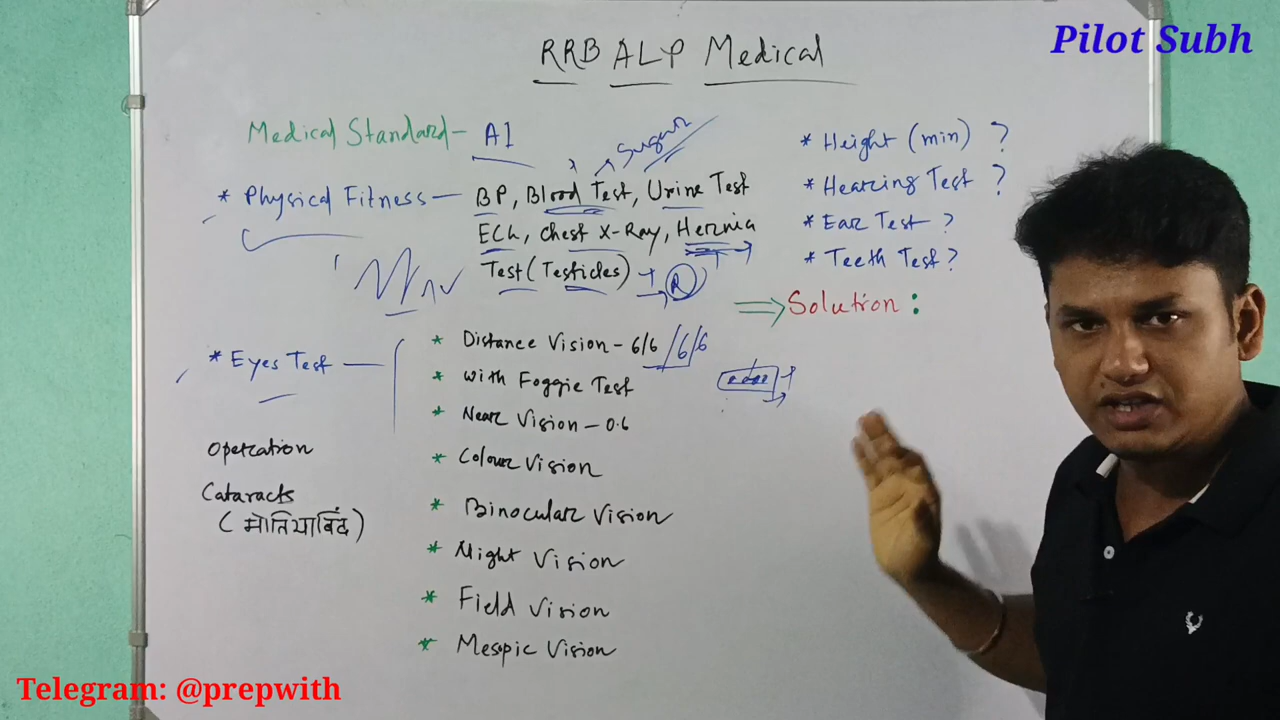 Pilot Subh
RRB ALP Medical
Medical Standard - A1
Sugar
* Physical Fitness - BP, Blood Test, Urine Test
ECG, Chest X-Ray, Hernia
Test (Testicles)
R
* Height (min) ?
* Hearing Test ?
* Ear Test ?
* Teeth Test ?
⇒ Solution :
* Eyes Test -
* Distance Vision - 6/6 / 6/6
* With Foggie Test
* Near Vision - 0.6
* Colour Vision
* Binocular Vision
* Night Vision
* Field Vision
* Mesopic Vision
Operation
Cataracts
(मोतियाबिंद)
Telegram: @prepwith